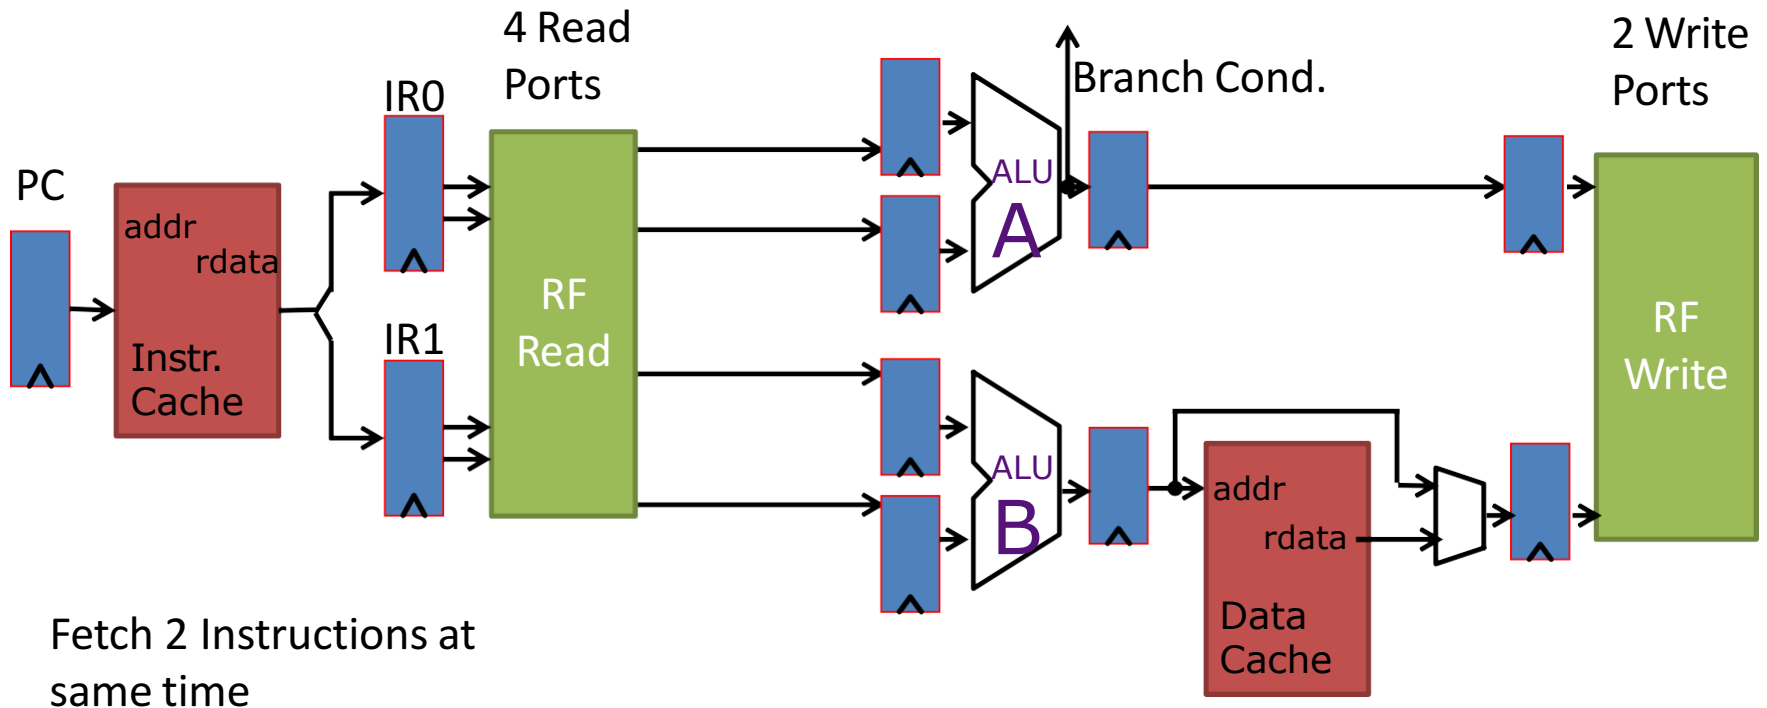 4 Read
Ports
2 Write
Ports
Branch Cond.
IR0
PC
addr
rdata
Instr.
Cache
IR1
RF
Read
ALU
A
ALU
B
addr
rdata
Data
Cache
RF
Write
Fetch 2 Instructions at
same time